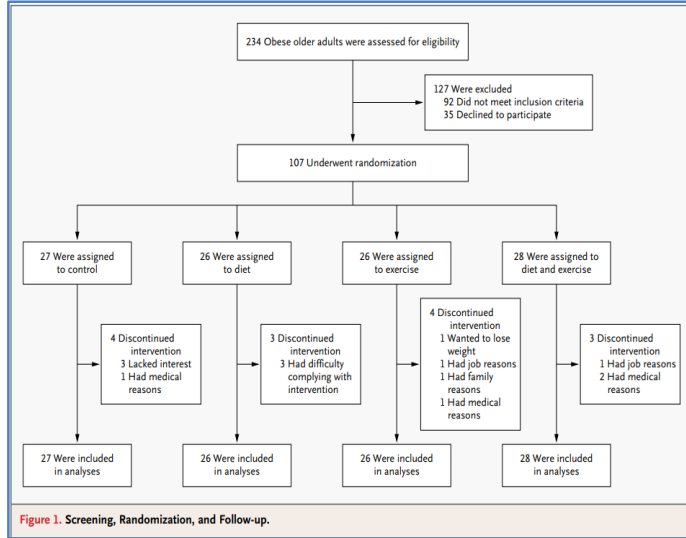 234 Obese older adults were assessed for eligibility
127 Were excluded
92 Did not meet inclusion criteria
35 Declined to participate
107 Underwent randomization
27 Were assigned
to control
26 Were assigned
to diet
26 Were assigned
to exercise
28 Were assigned to
diet and exercise
4 Discontinued
intervention
3 Lacked interest
1 Had medical
reasons
3 Discontinued
intervention
3 Had difficulty
complying with
intervention
4 Discontinued
intervention
1 Wanted to lose
weight
1 Had job reasons
1 Had family
reasons
1 Had medical
reasons
3 Discontinued
intervention
1 Had job reasons
2 Had medical
reasons
27 Were included
in analyses
26 Were included
in analyses
26 Were included
in analyses
28 Were included
in analyses
Figure 1. Screening, Randomization, and Follow-up.